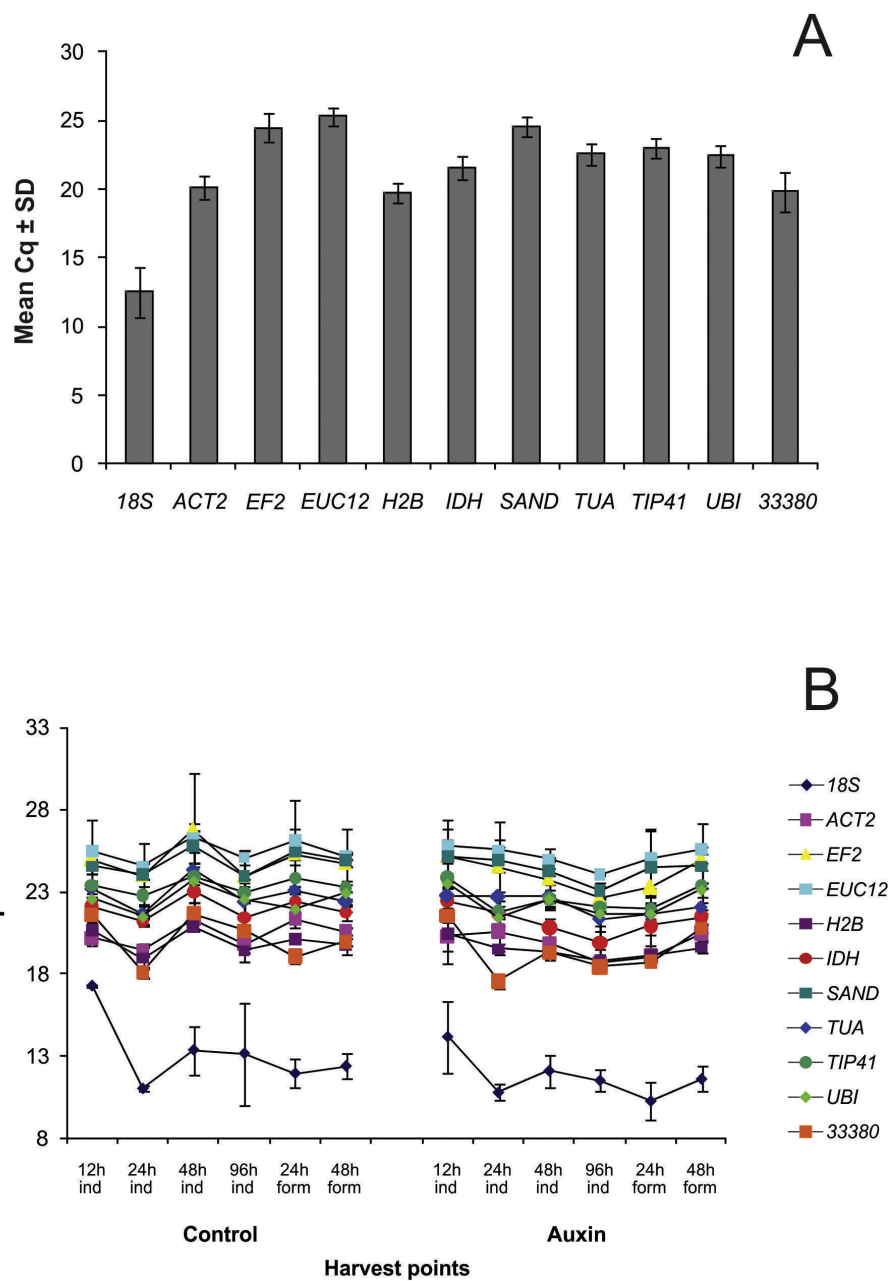 A
30
25
20
15
10
5
0
Mean Cq ± SD
18S ACT2 EF2 EUC12 H2B IDH SAND TUA TIP41 UBI 33380
B
33
28
23
18
13
8
18S
ACT2
EF2
EUC12
H2B
IDH
SAND
TUA
TIP41
UBI
33380
12h 24h 48h 96h 24h 48h 12h 24h 48h 96h 24h 48h
ind ind ind ind form form ind ind ind ind form form
Control Auxin
Harvest points